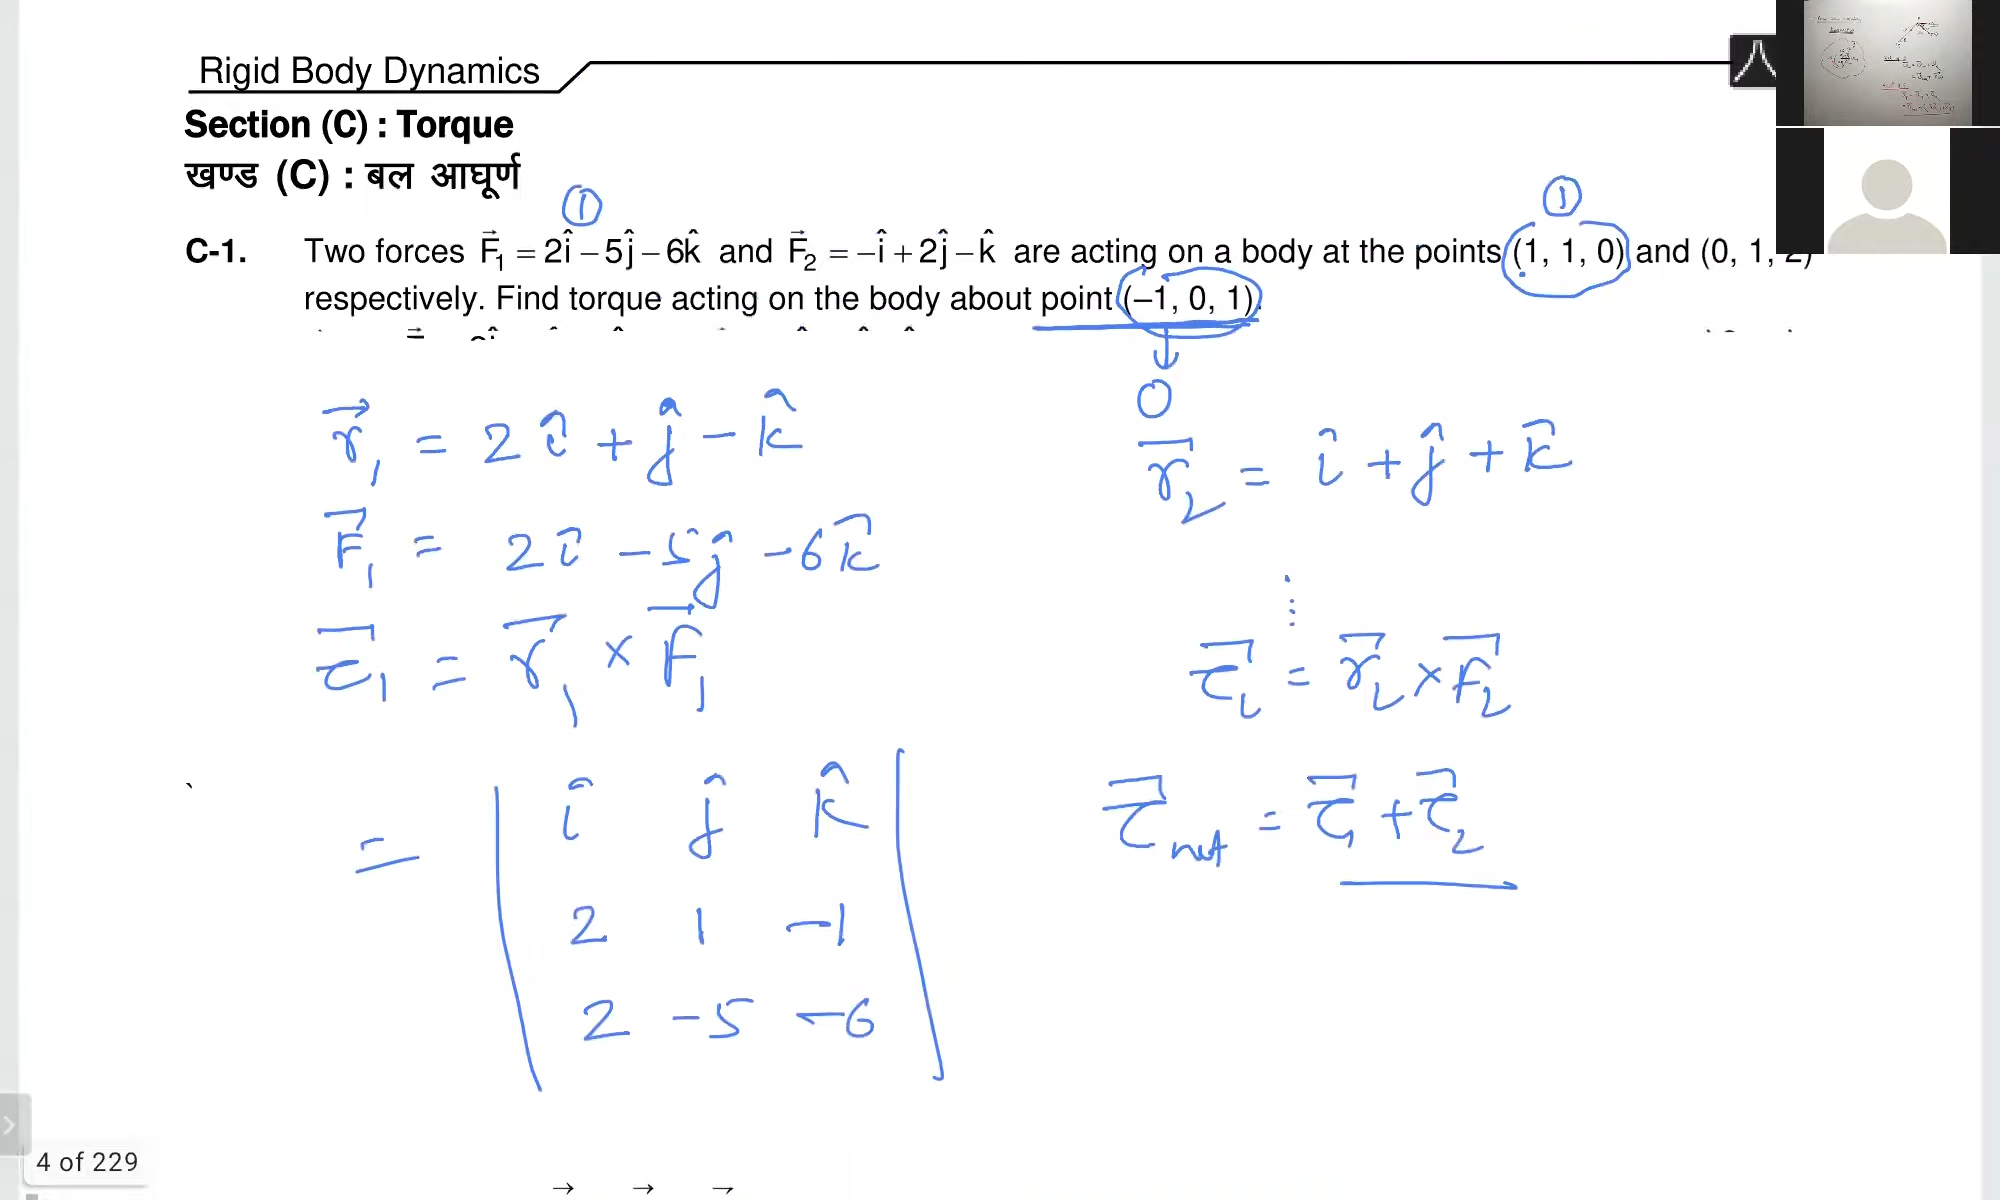 Rigid Body Dynamics
Section (C) : Torque
खण्ड (C) : बल आघूर्ण
① ①
C-1. Two forces F⃗₁ = 2î – 5ĵ – 6k̂ and F⃗₂ = –î + 2ĵ – k̂ are acting on a body at the points (1, 1, 0) and (0, 1, 2)
respectively. Find torque acting on the body about point (–1, 0, 1).
O
r⃗₁ = 2î + ĵ – k̂
r⃗₂ = î + ĵ + k̂
F⃗₁ = 2î – 5ĵ – 6k̂
τ⃗₁ = r⃗₁ × F⃗₁
τ⃗₂ = r⃗₂ × F⃗₂
= | î ĵ k̂ |
2 1 –1
2 –5 –6
τ⃗net = τ⃗₁ + τ⃗₂
4 of 229